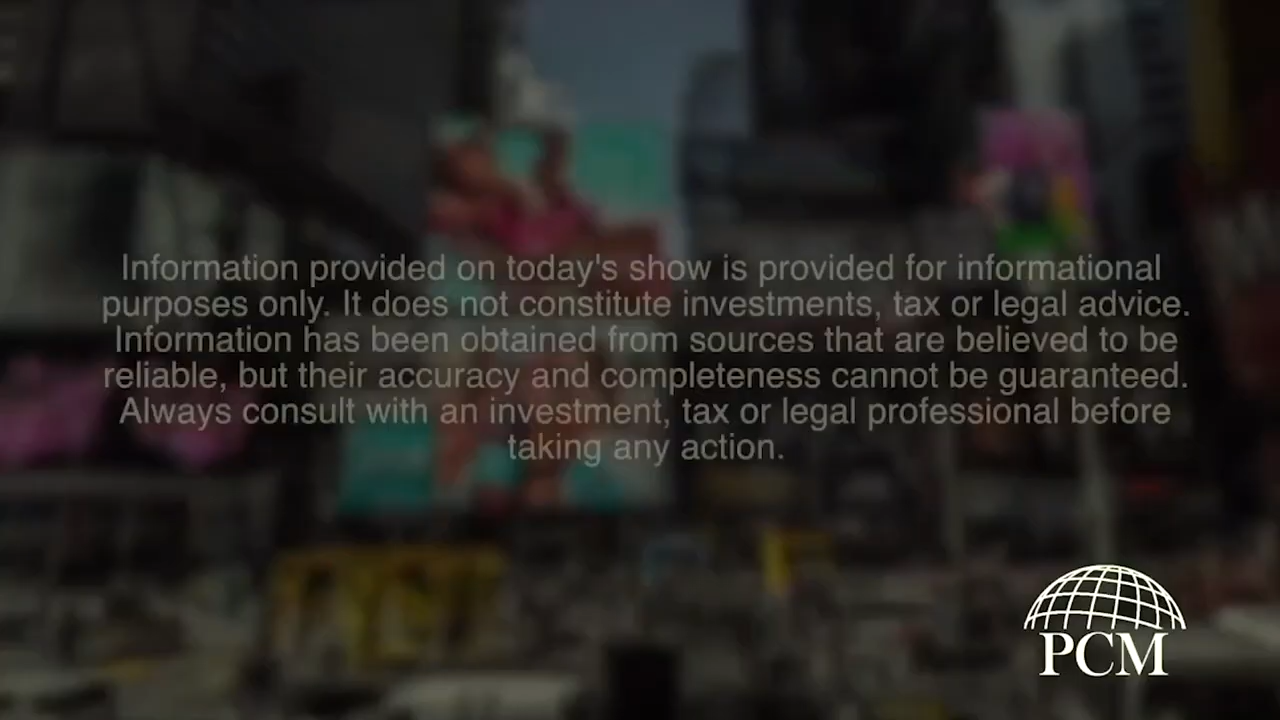 Information provided on today's show is provided for informational
purposes only. It does not constitute investments, tax or legal advice.
Information has been obtained from sources that are believed to be
reliable, but their accuracy and completeness cannot be guaranteed.
Always consult with an investment, tax or legal professional before
taking any action.
PCM